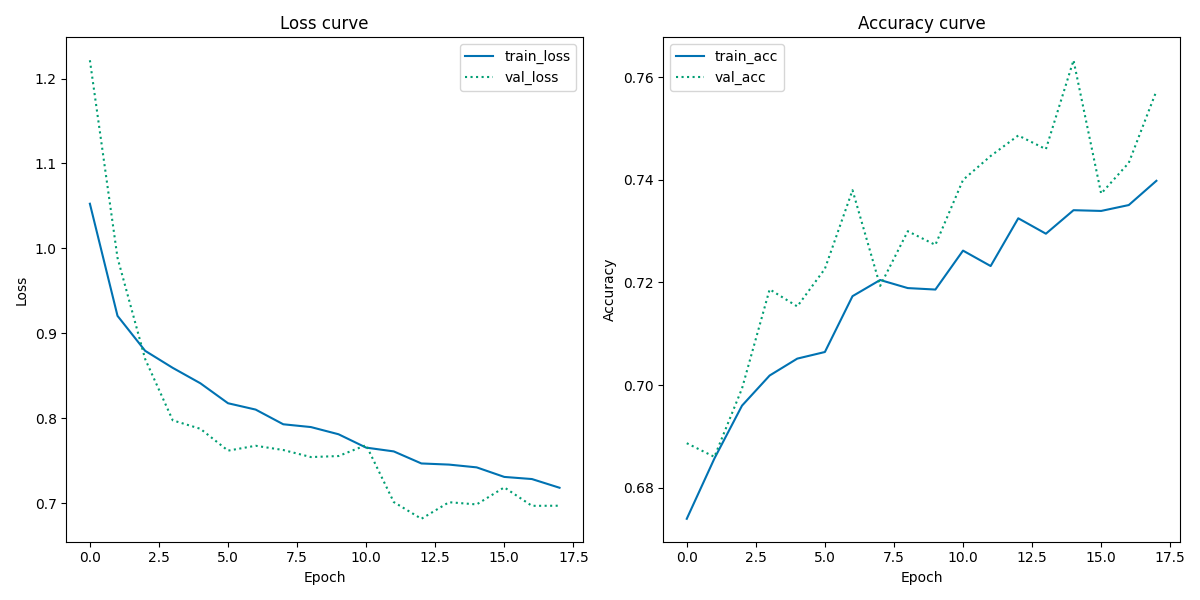 Loss curve
train_loss
val_loss
1.2
1.1
1.0
0.9
0.8
0.7
Loss
0.0 2.5 5.0 7.5 10.0 12.5 15.0 17.5
Epoch
Accuracy curve
train_acc
val_acc
0.76
0.74
0.72
0.70
0.68
Accuracy
0.0 2.5 5.0 7.5 10.0 12.5 15.0 17.5
Epoch